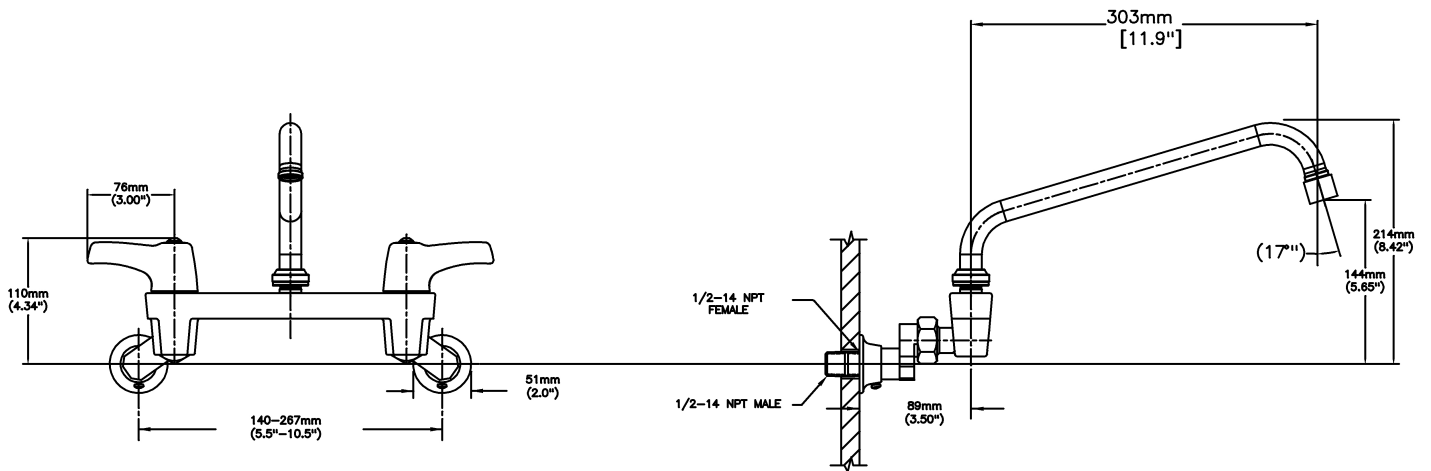 303mm
[11.9"]
76mm
(3.00")
110mm
(4.34")
214mm
(8.42")
(17°")
144mm
(5.65")
1/2-14 NPT
FEMALE
51mm
(2.0")
1/2-14 NPT MALE
89mm
(3.50")
140-267mm
(5.5"-10.5")